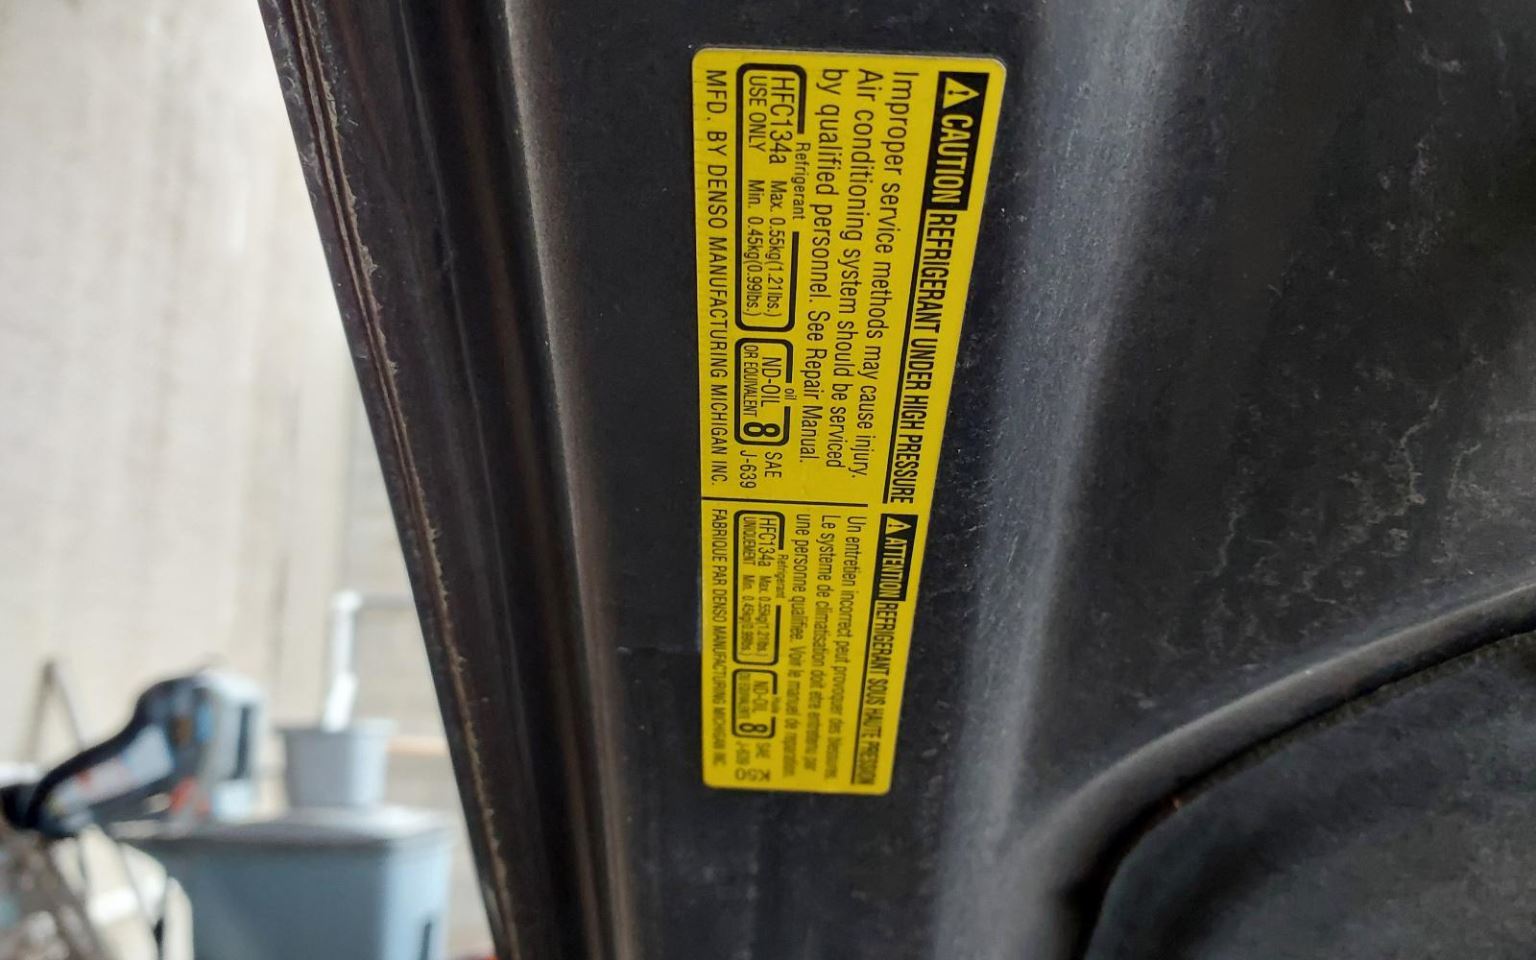 ⚠ CAUTION REFRIGERANT UNDER HIGH PRESSURE
Improper service methods may cause injury.
Air conditioning system should be serviced
by qualified personnel. See Repair Manual.
Refrigerant
HFC134a Max. 0.55kg(1.21lbs.)
USE ONLY Min. 0.45kg(0.99lbs.)
oil
ND-OIL 8
OR EQUIVALENT
SAE
J-639
MFD. BY DENSO MANUFACTURING MICHIGAN INC.
⚠ ATTENTION REFRIGERANT SOUS HAUTE PRESSION
Un entretien incorrect peut provoquer des blessures.
Le systeme de climatisation doit être entretenu par
une personne qualifiee. Voir le manuel de reparation.
Refrigerant
HFC134a Max. 0.55kg(1.21lbs.)
UNIQUEMENT Min. 0.45kg(0.99lbs.)
ND-OIL 8
SAE
J-639
FABRIQUE PAR DENSO MANUFACTURING MICHIGAN INC.